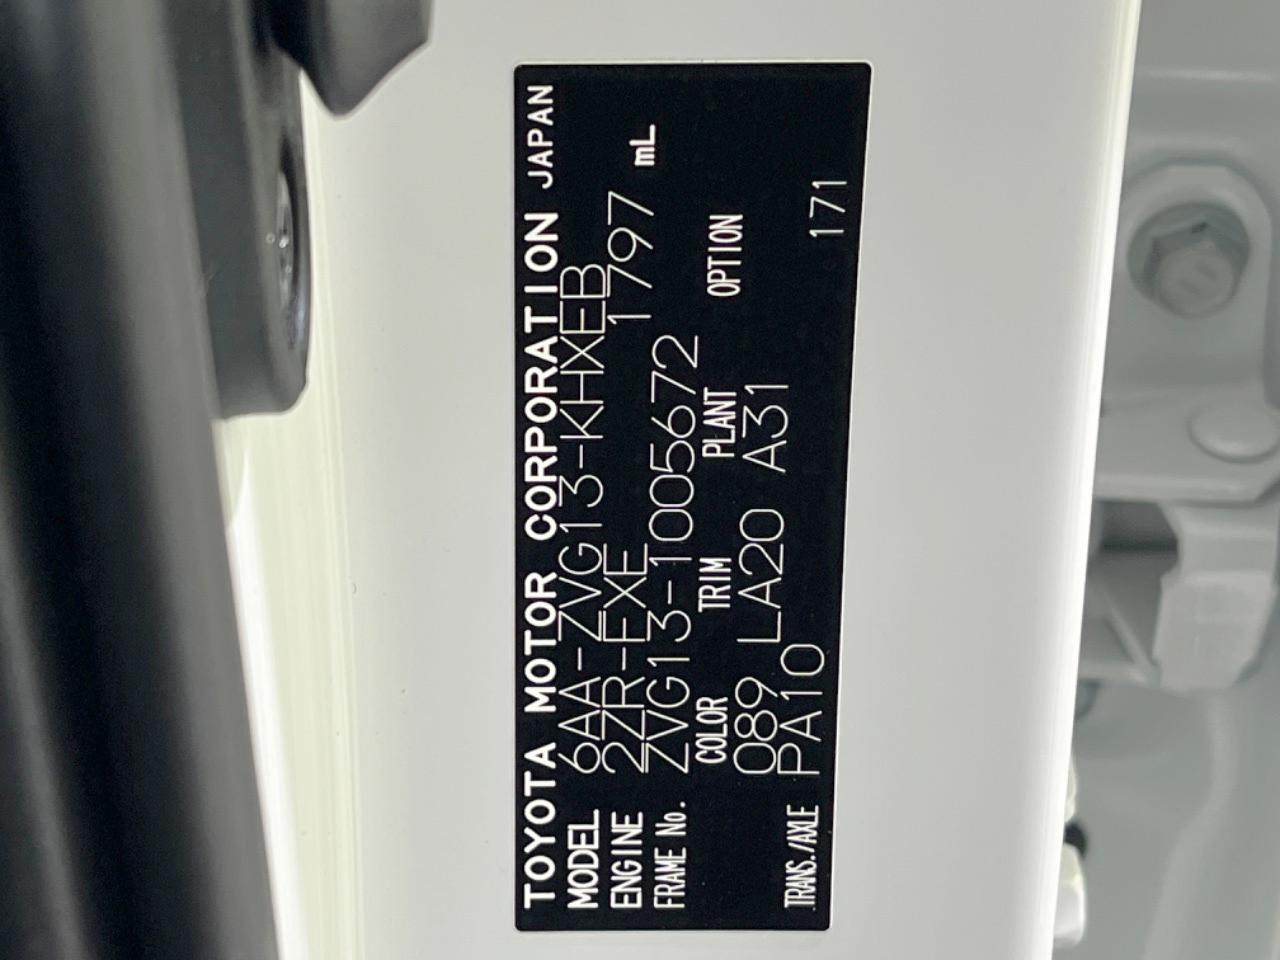 TOYOTA MOTOR CORPORATION JAPAN
MODEL 6AA-ZVG13-KHXEB
ENGINE 2ZR-FXE 1797 mL
FRAME No. ZVG13-1005672
COLOR TRIM PLANT OPTION
089 LA20 A31
TRANS./AXLE PA10 171